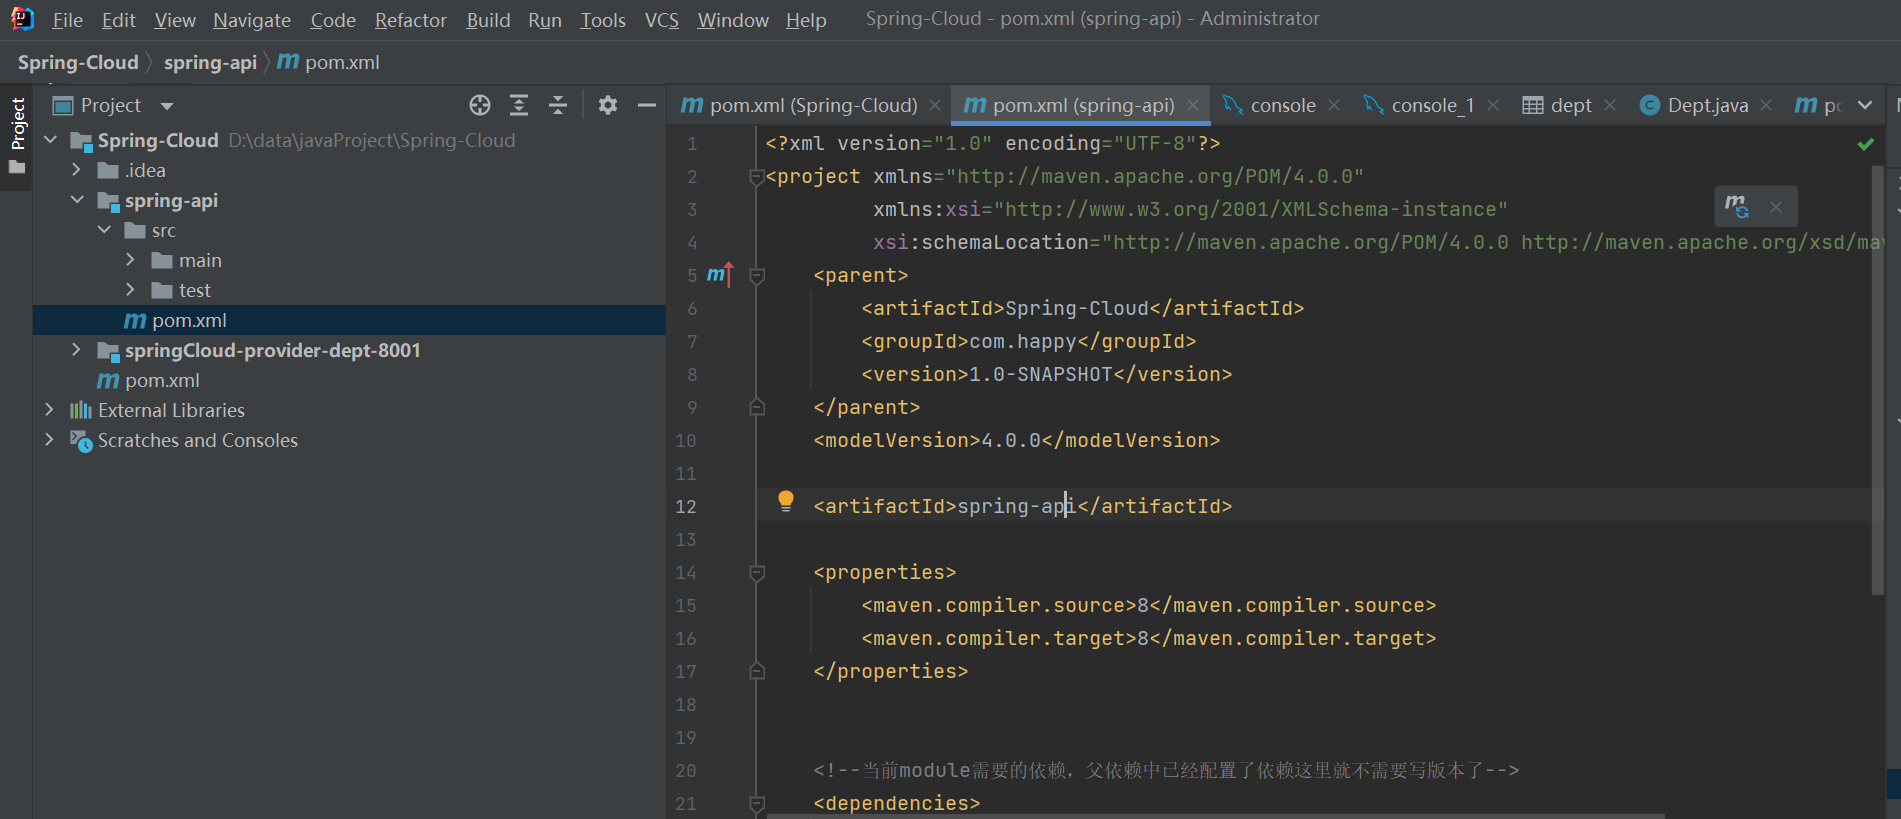 File Edit View Navigate Code Refactor Build Run Tools VCS Window Help Spring-Cloud - pom.xml (spring-api) - Administrator
Spring-Cloud spring-api m pom.xml
Project
Project
Spring-Cloud D:\data\javaProject\Spring-Cloud
.idea
spring-api
src
main
test
m pom.xml
springCloud-provider-dept-8001
m pom.xml
External Libraries
Scratches and Consoles
m pom.xml (Spring-Cloud) m pom.xml (spring-api) console console_1 dept C Dept.java m
1 <?xml version="1.0" encoding="UTF-8"?>
2 <project xmlns="http://maven.apache.org/POM/4.0.0"
3 xmlns:xsi="http://www.w3.org/2001/XMLSchema-instance"
4 xsi:schemaLocation="http://maven.apache.org/POM/4.0.0 http://maven.apache.org/xsd/mav
5 m <parent>
6 <artifactId>Spring-Cloud</artifactId>
7 <groupId>com.happy</groupId>
8 <version>1.0-SNAPSHOT</version>
9 </parent>
10 <modelVersion>4.0.0</modelVersion>
11
12 <artifactId>spring-api</artifactId>
13
14 <properties>
15 <maven.compiler.source>8</maven.compiler.source>
16 <maven.compiler.target>8</maven.compiler.target>
17 </properties>
18
19
20 <!--当前module需要的依赖，父依赖中已经配置了依赖这里就不需要写版本了-->
21 <dependencies>